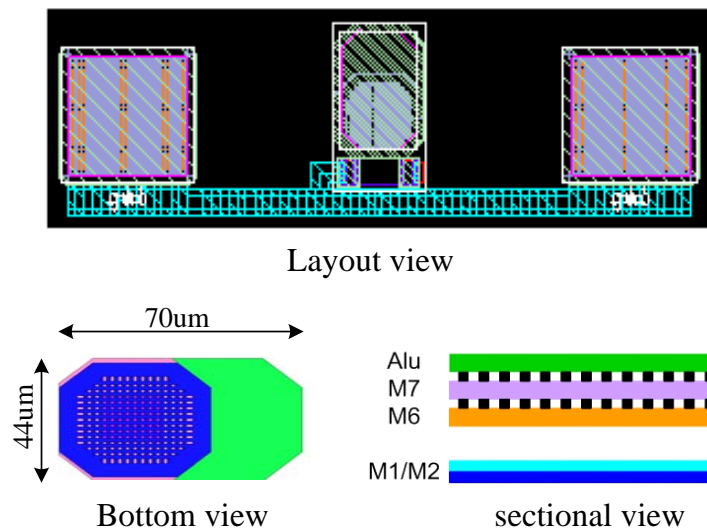 Layout view
70um
44um
Bottom view
Alu
M7
M6
M1/M2
sectional view